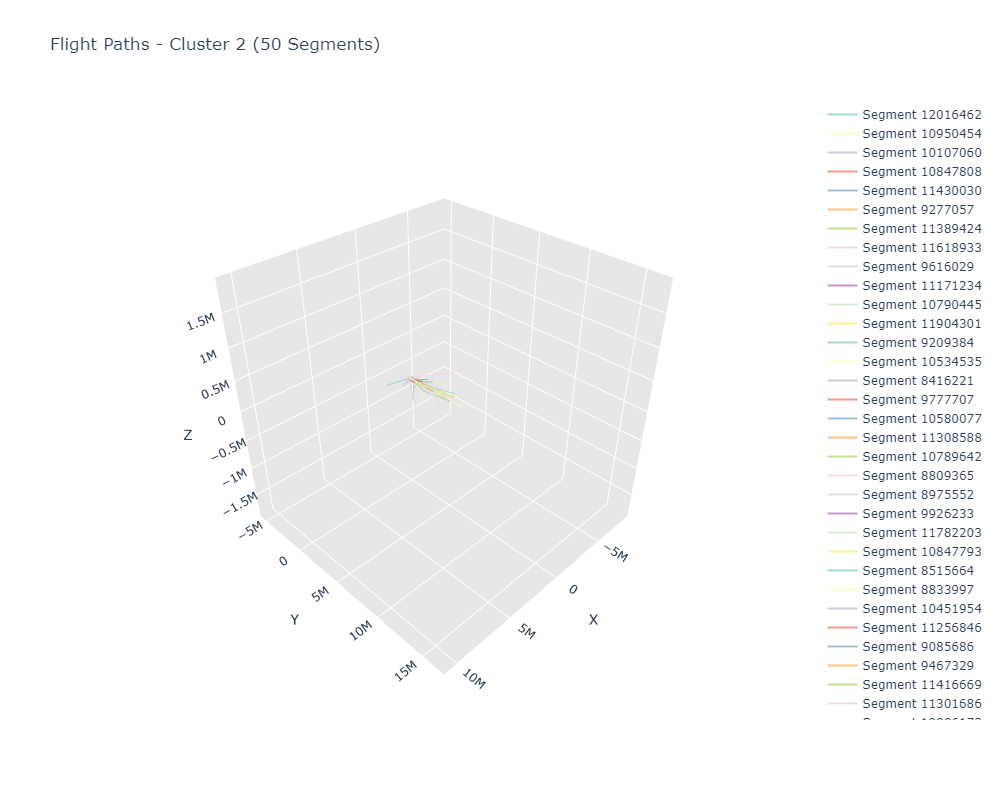 Flight Paths - Cluster 2 (50 Segments)
Segment 12016462
Segment 10950454
Segment 10107060
Segment 10847808
Segment 11430030
Segment 9277057
Segment 11389424
Segment 11618933
Segment 9616029
Segment 11171234
Segment 10790445
Segment 11904301
Segment 9209384
Segment 10534535
Segment 8416221
Segment 9777707
Segment 10580077
Segment 11308588
Segment 10789642
Segment 8809365
Segment 8975552
Segment 9926233
Segment 11782203
Segment 10847793
Segment 8515664
Segment 8833997
Segment 10451954
Segment 11256846
Segment 9085686
Segment 9467329
Segment 11416669
Segment 11301686
1.5M
1M
0.5M
0
−0.5M
−1M
−1.5M
Z
−5M
0
5M
10M
15M
Y
−5M
0
5M
10M
X